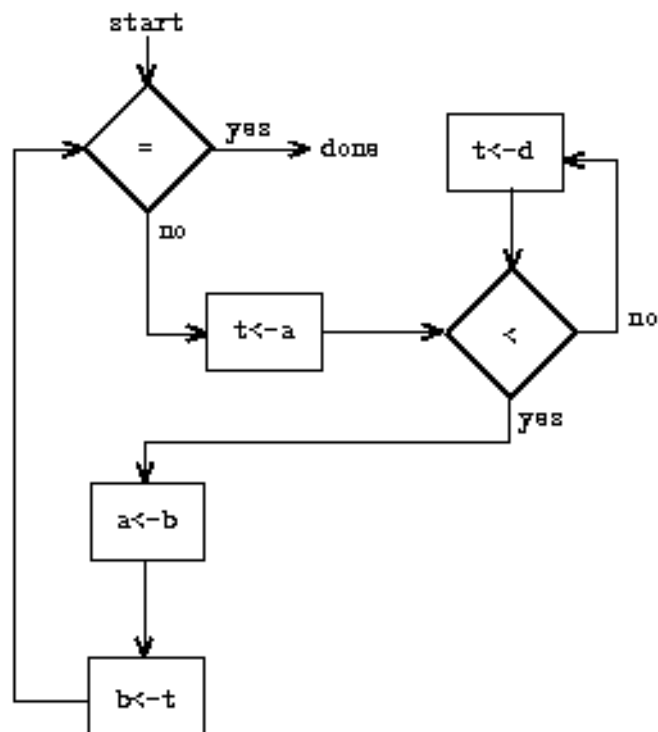 start
=
yes
done
no
t<-a
t<-d
<
no
yes
a<-b
b<-t